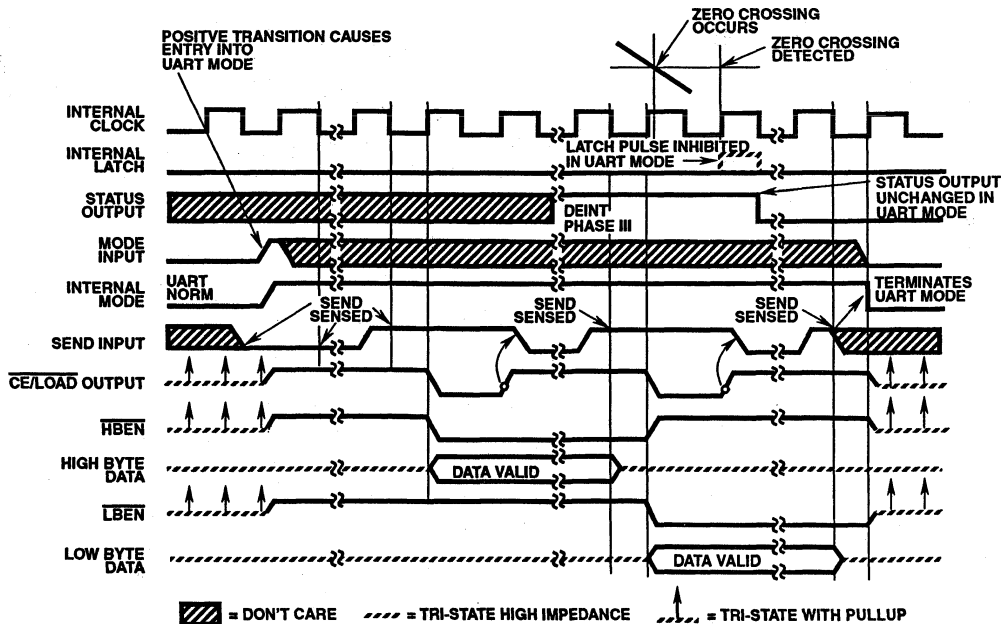 ZERO CROSSING
OCCURS
POSITVE TRANSITION CAUSES
ENTRY INTO
UART MODE
ZERO CROSSING
DETECTED
INTERNAL
CLOCK
INTERNAL
LATCH
LATCH PULSE INHIBITED
IN UART MODE
STATUS
OUTPUT
DEINT
PHASE III
STATUS OUTPUT
UNCHANGED IN
UART MODE
MODE
INPUT
INTERNAL
MODE
UART
NORM
TERMINATES
UART MODE
SEND
SENSED
SEND
SENSED
SEND
SENSED
SEND INPUT
CE/LOAD OUTPUT
HBEN
HIGH BYTE
DATA
DATA VALID
LBEN
LOW BYTE
DATA
DATA VALID
= DON'T CARE
= TRI-STATE HIGH IMPEDANCE
= TRI-STATE WITH PULLUP